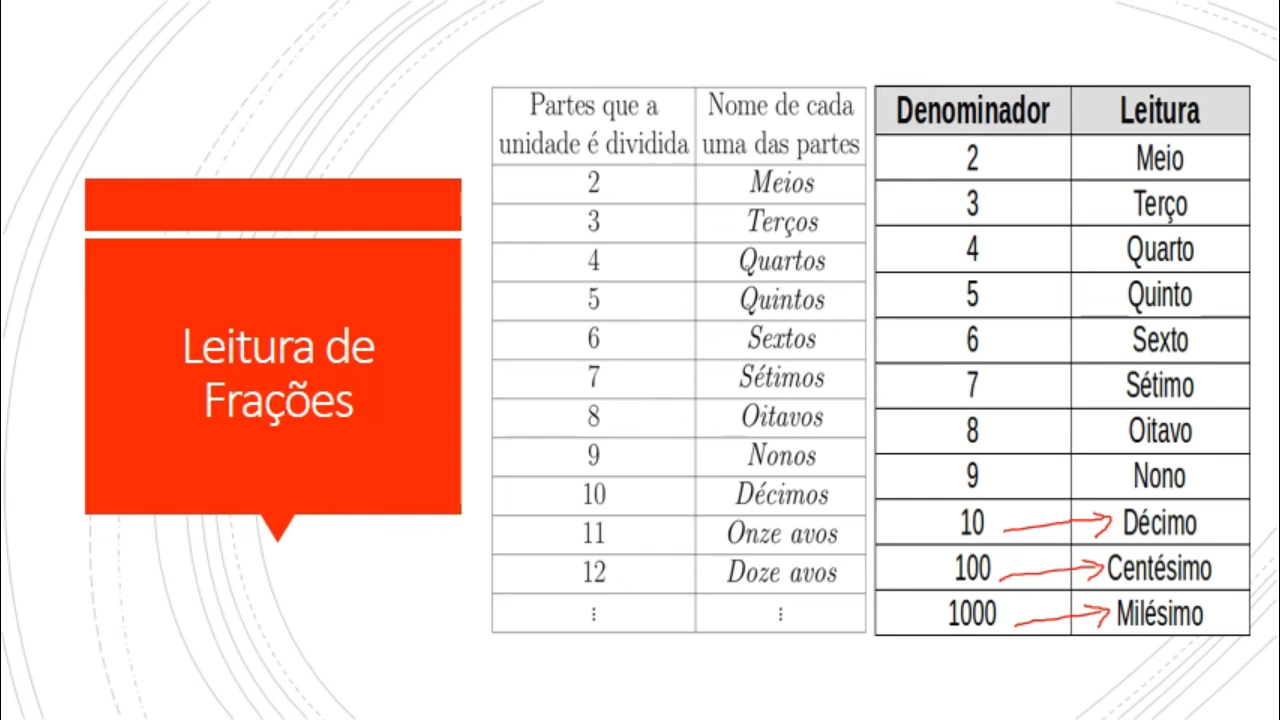 Leitura de
Frações
Partes que a unidade é dividida | Nome de cada uma das partes
2 | Meios
3 | Terços
4 | Quartos
5 | Quintos
6 | Sextos
7 | Sétimos
8 | Oitavos
9 | Nonos
10 | Décimos
11 | Onze avos
12 | Doze avos
⋮ | ⋮
Denominador | Leitura
2 | Meio
3 | Terço
4 | Quarto
5 | Quinto
6 | Sexto
7 | Sétimo
8 | Oitavo
9 | Nono
10 | Décimo
100 | Centésimo
1000 | Milésimo